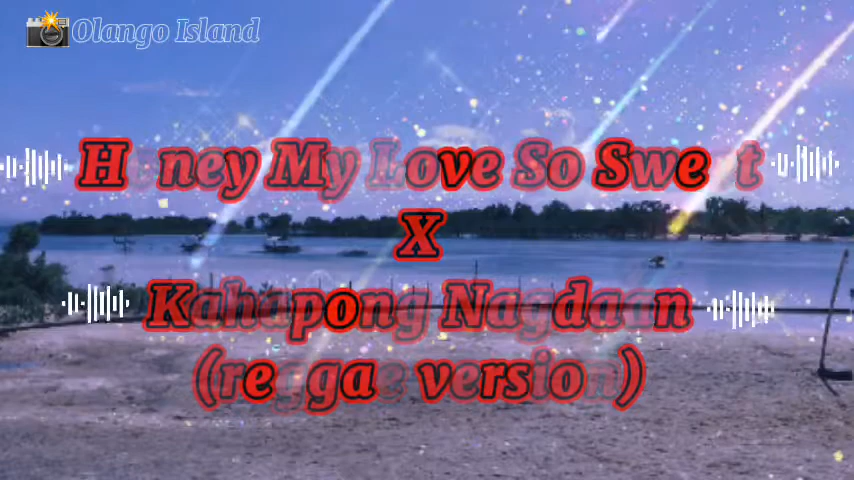 Olango Island
Honey My Love So Sweet
X
Kahapong Nagdaan
(reggae version)